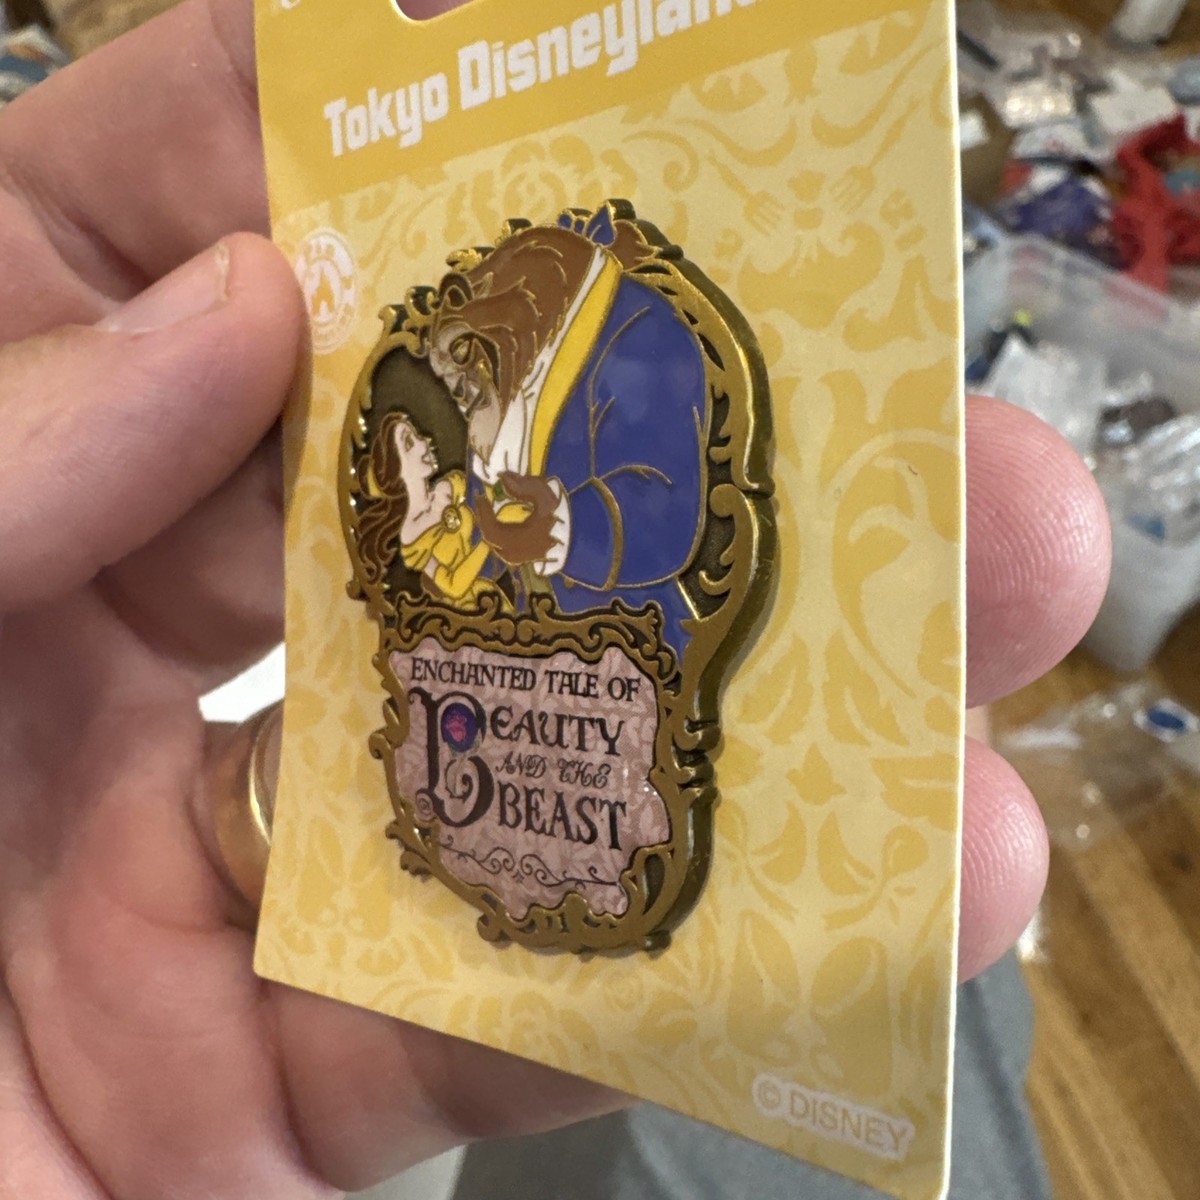 Tokyo Disneyland
ENCHANTED TALE OF
BEAUTY
AND THE
BEAST
© DISNEY